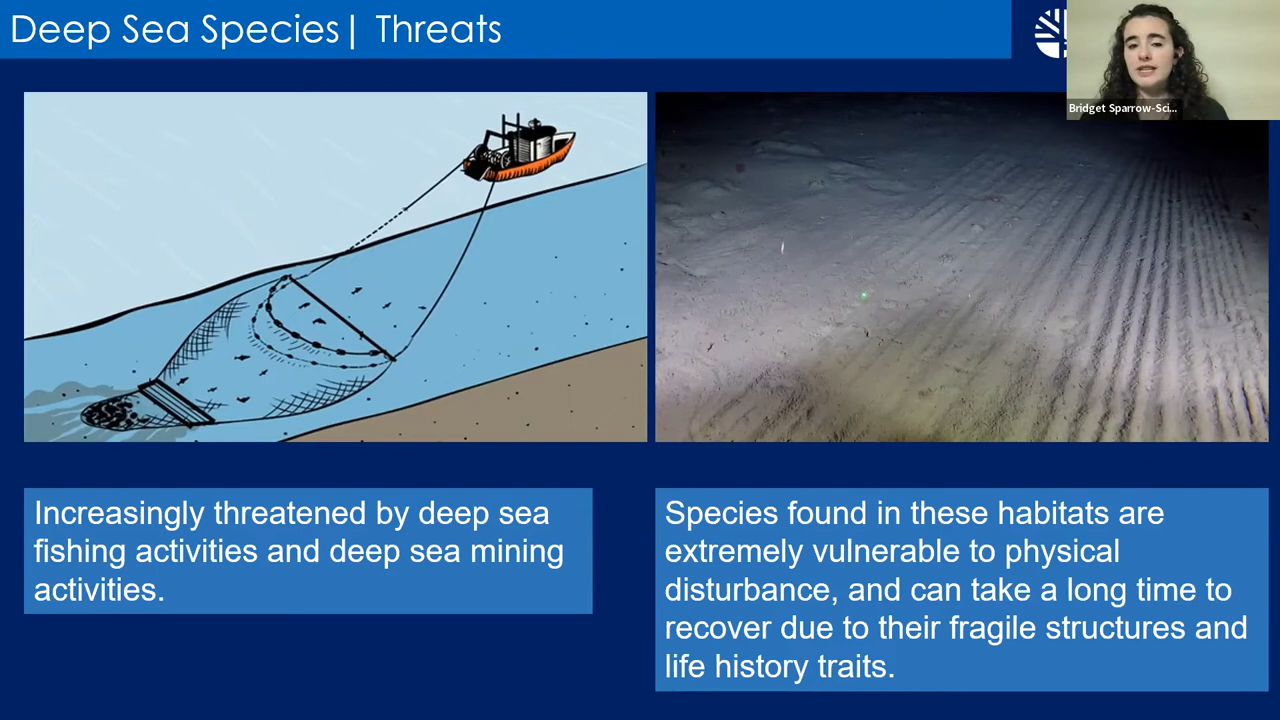 Deep Sea Species| Threats
Bridget Sparrow-Sci...
Increasingly threatened by deep sea
fishing activities and deep sea mining
activities.
Species found in these habitats are
extremely vulnerable to physical
disturbance, and can take a long time to
recover due to their fragile structures and
life history traits.